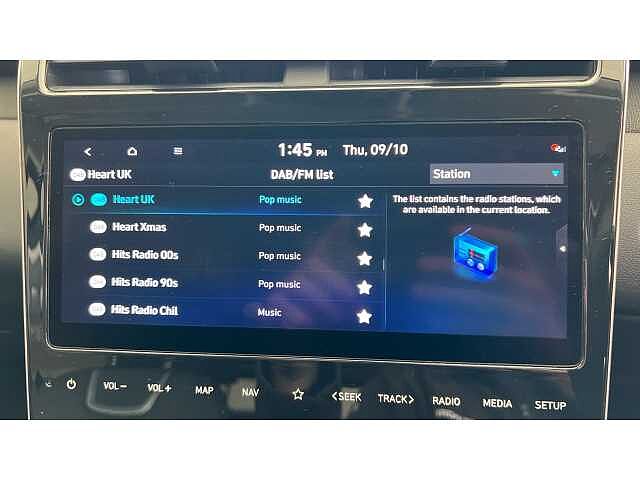 1:45 PM Thu, 09/10
Heart UK DAB/FM list Station
Heart UK Pop music
Heart Xmas Pop music
Hits Radio 00s Pop music
Hits Radio 90s Pop music
Hits Radio Chil Music
The list contains the radio stations, which
are available in the current location.
VOL− VOL+ MAP NAV <SEEK TRACK> RADIO MEDIA SETUP